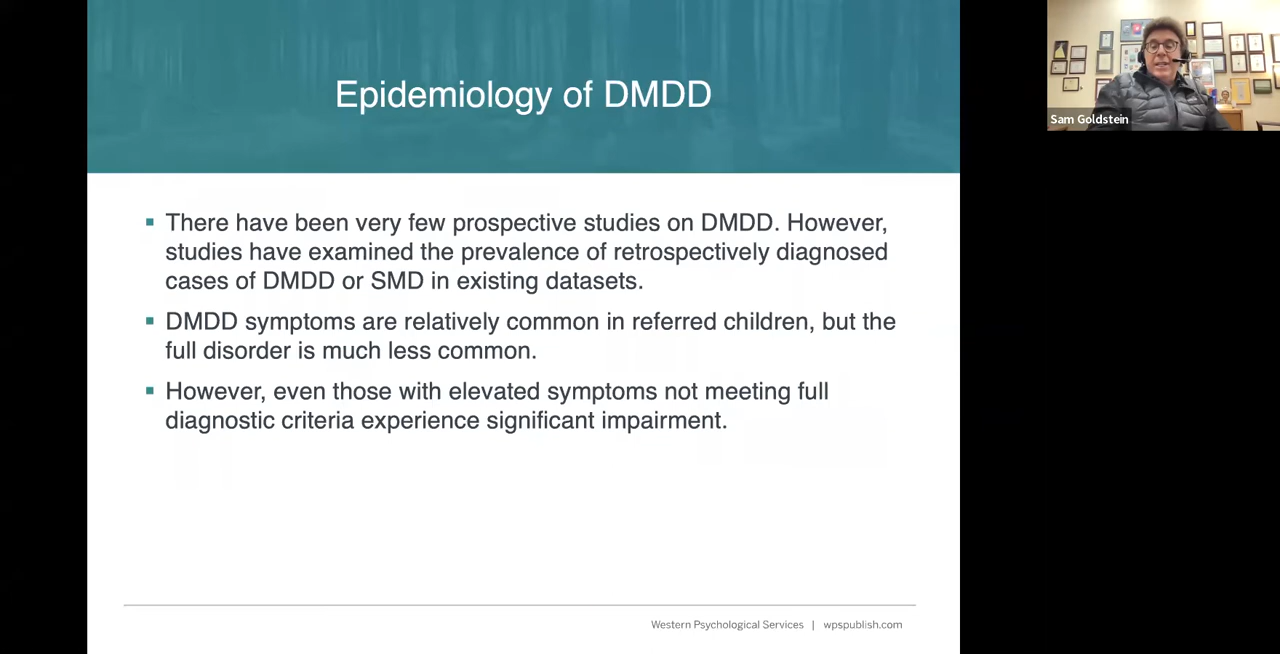 Epidemiology of DMDD
There have been very few prospective studies on DMDD. However,
studies have examined the prevalence of retrospectively diagnosed
cases of DMDD or SMD in existing datasets.
DMDD symptoms are relatively common in referred children, but the
full disorder is much less common.
However, even those with elevated symptoms not meeting full
diagnostic criteria experience significant impairment.
Western Psychological Services | wpspublish.com
Sam Goldstein